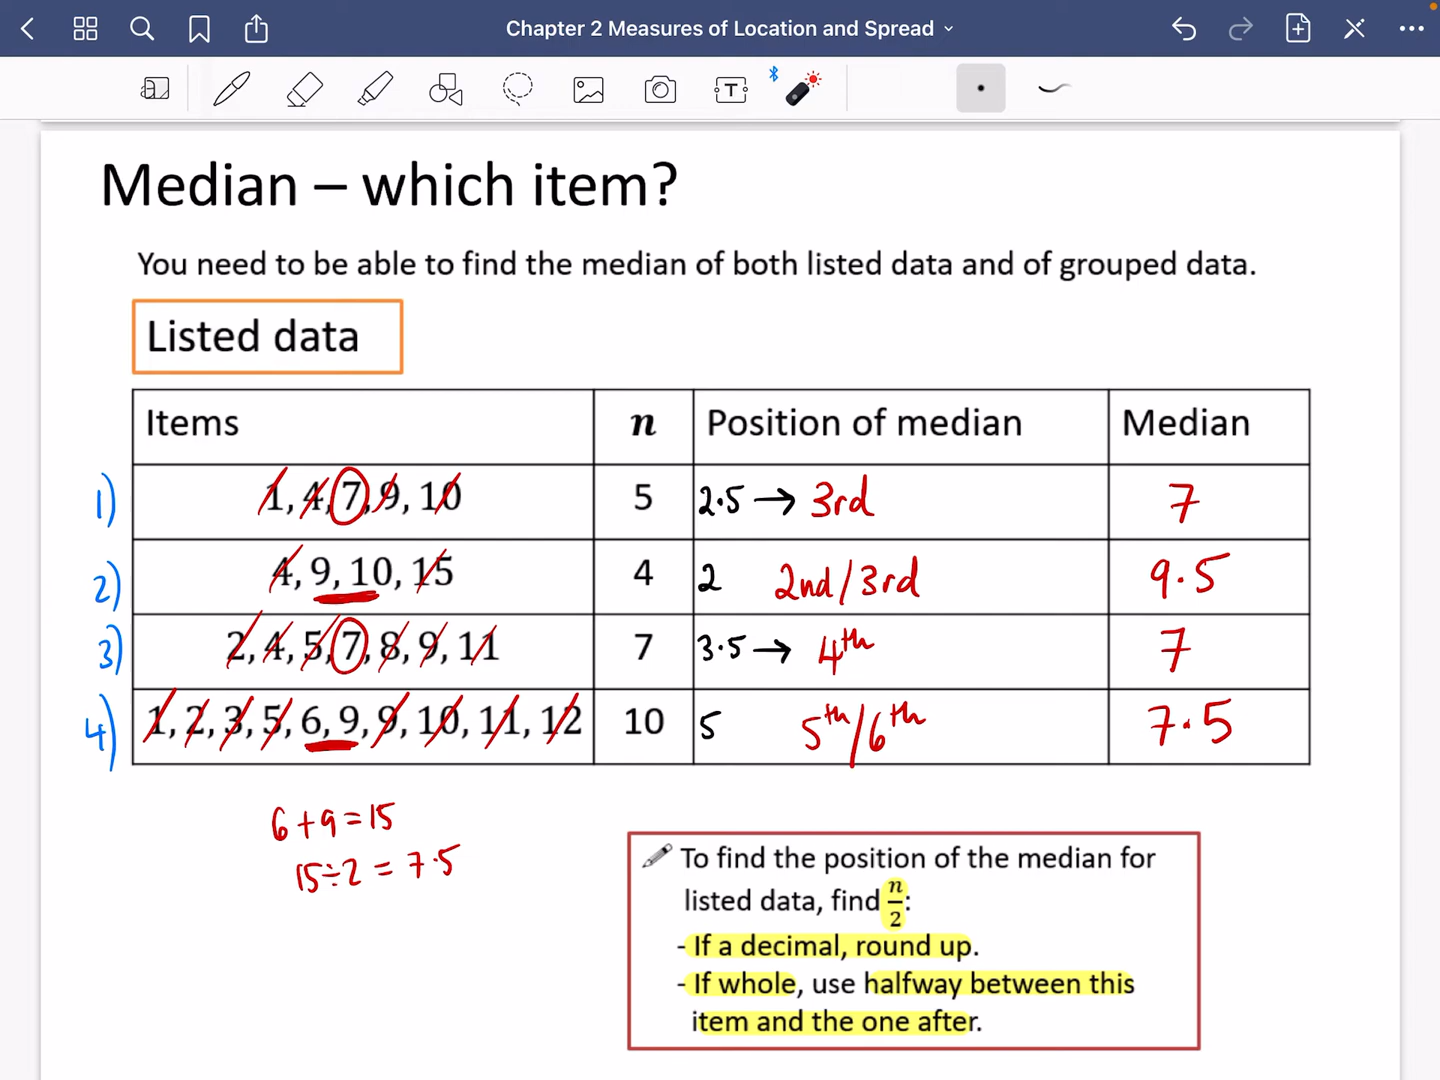 Chapter 2 Measures of Location and Spread
T
Median – which item?
You need to be able to find the median of both listed data and of grouped data.
Listed data
Items n Position of median Median
1) 1, 4, 7, 9, 10 5 2·5 → 3rd 7
2) 4, 9, 10, 15 4 2 2nd/3rd 9·5
3) 2, 4, 5, 7, 8, 9, 11 7 3·5 → 4th 7
4) 1, 2, 3, 5, 6, 9, 9, 10, 11, 12 10 5 5th/6th 7·5
6+9=15
15÷2 = 7·5
To find the position of the median for
listed data, find n/2:
- If a decimal, round up.
- If whole, use halfway between this
item and the one after.